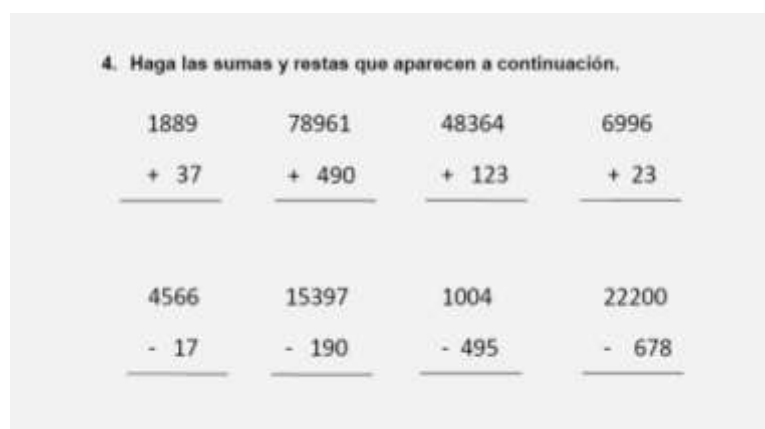 4. Haga las sumas y restas que aparecen a continuación.
1889 78961 48364 6996
+ 37 + 490 + 123 + 23
4566 15397 1004 22200
- 17 - 190 - 495 - 678